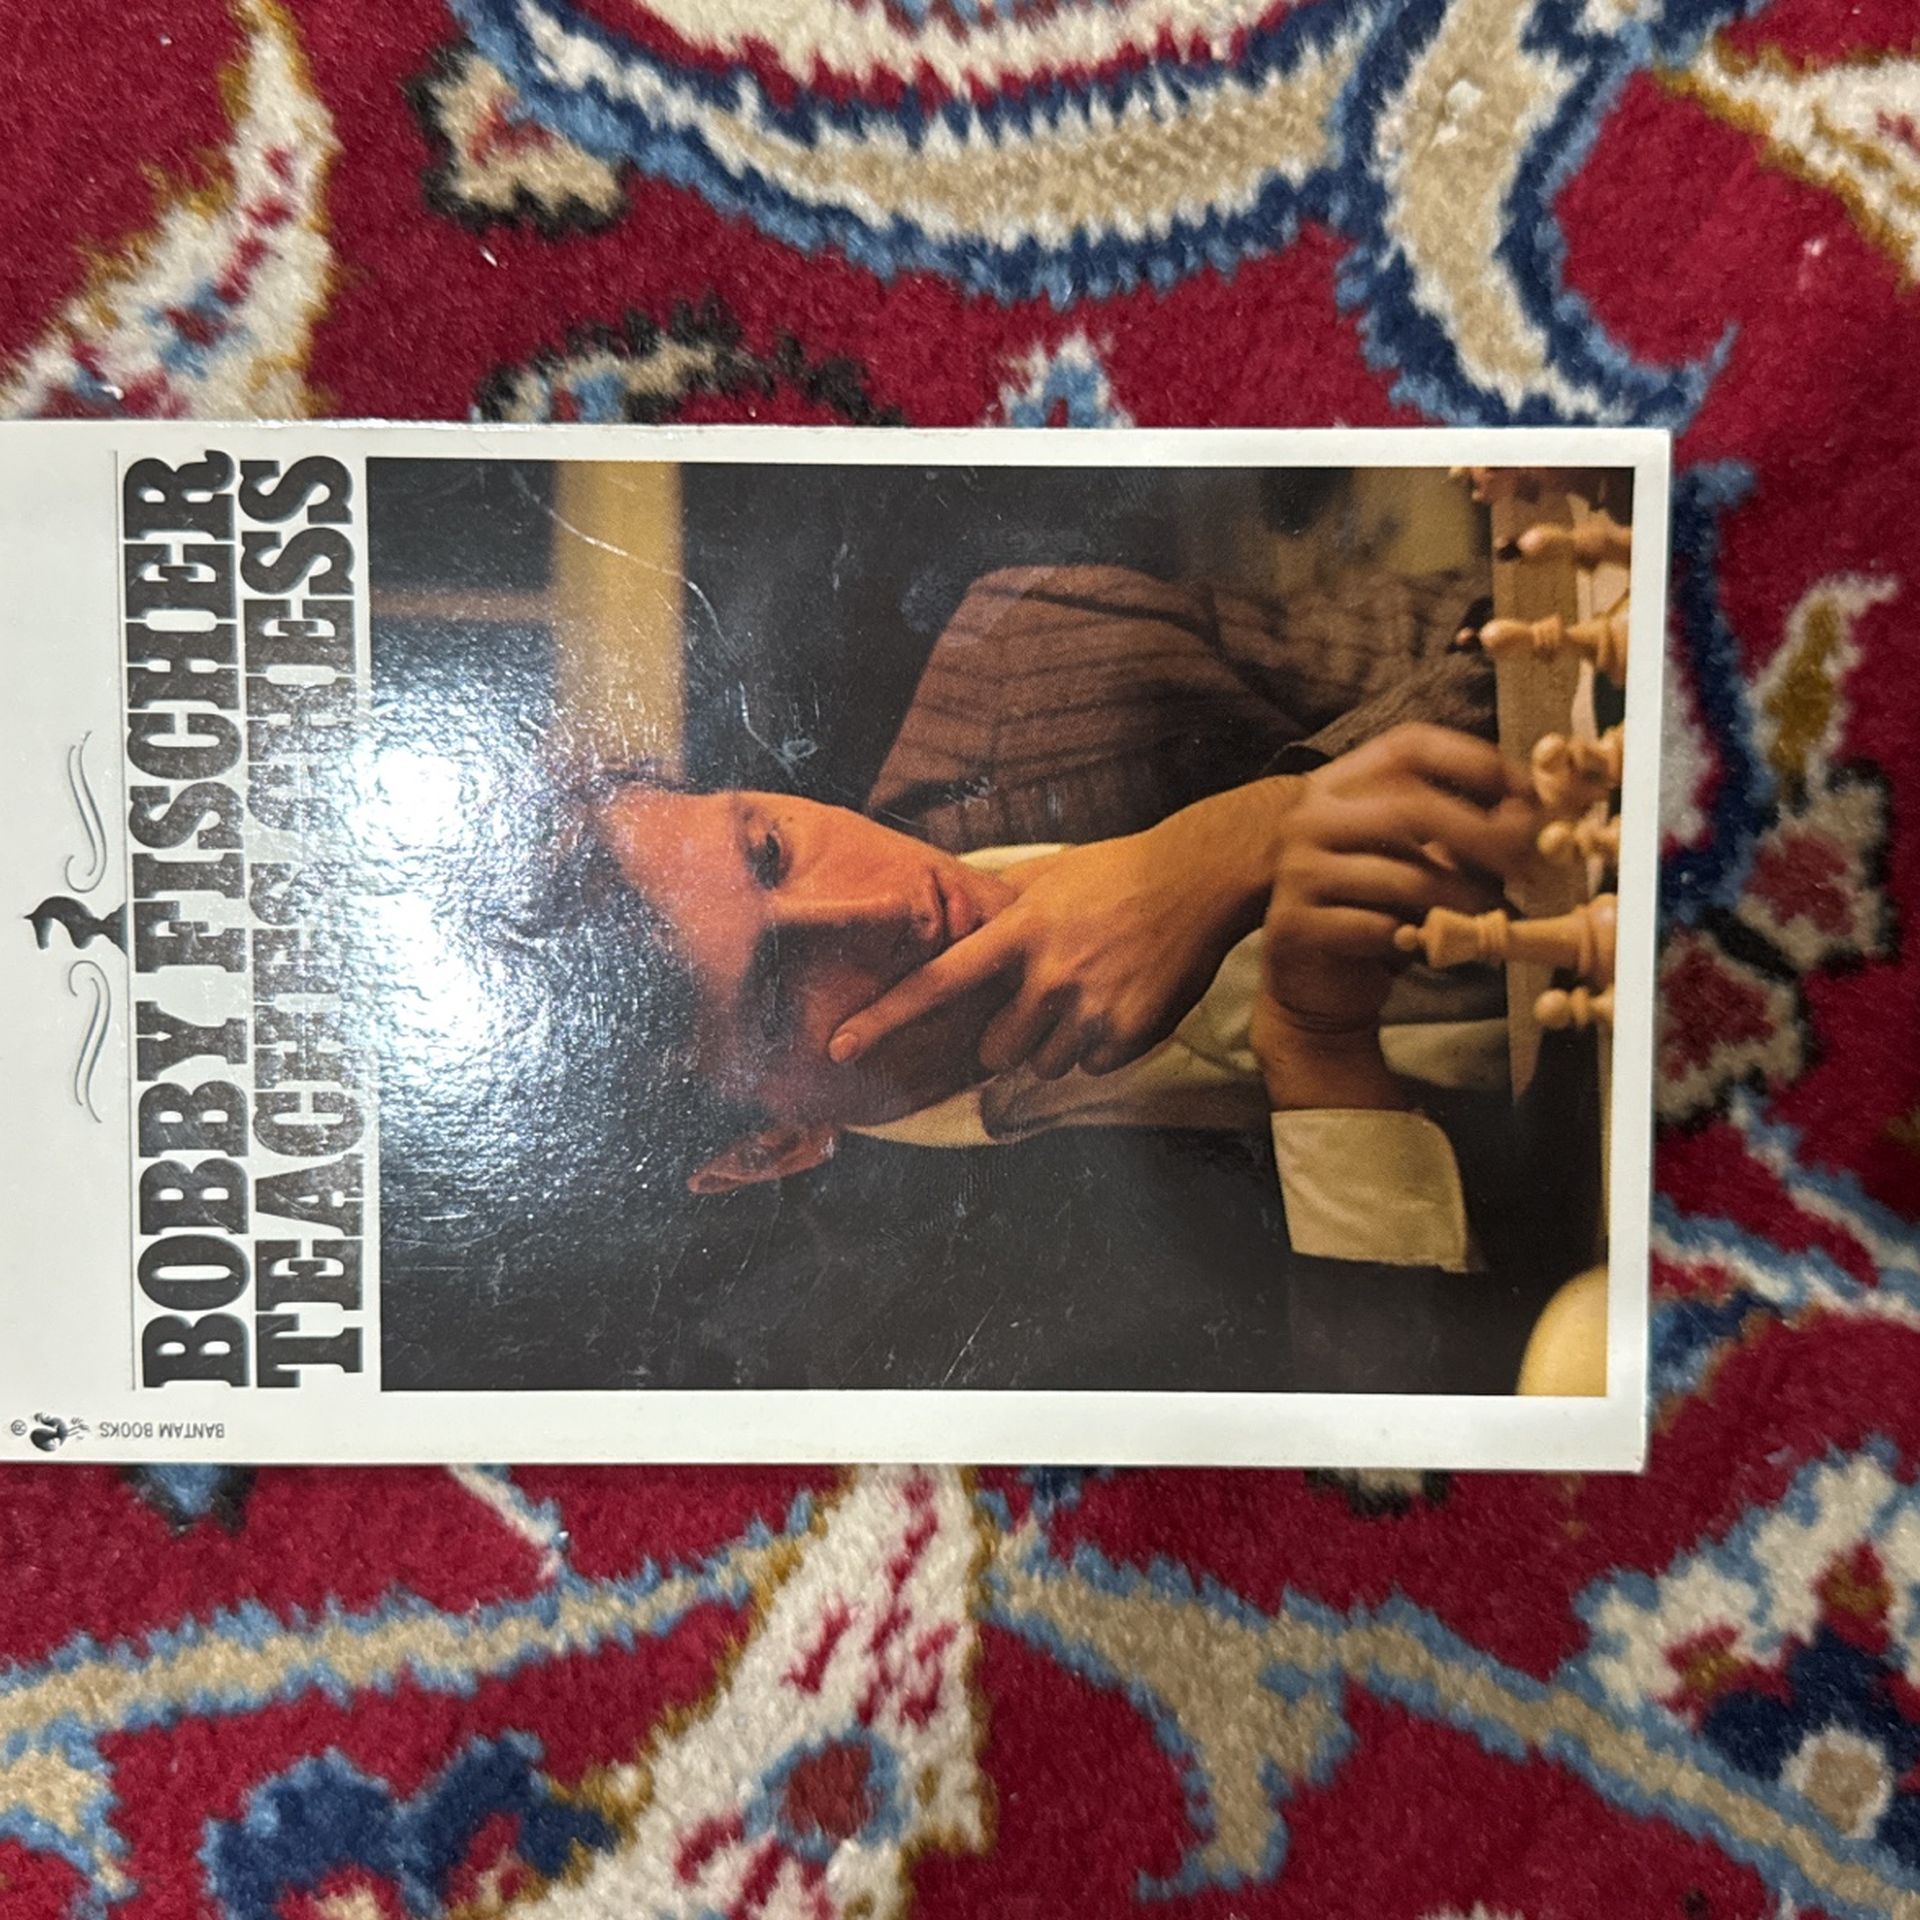 BOBBY FISCHER
TEACHES CHESS
BANTAM BOOKS
®